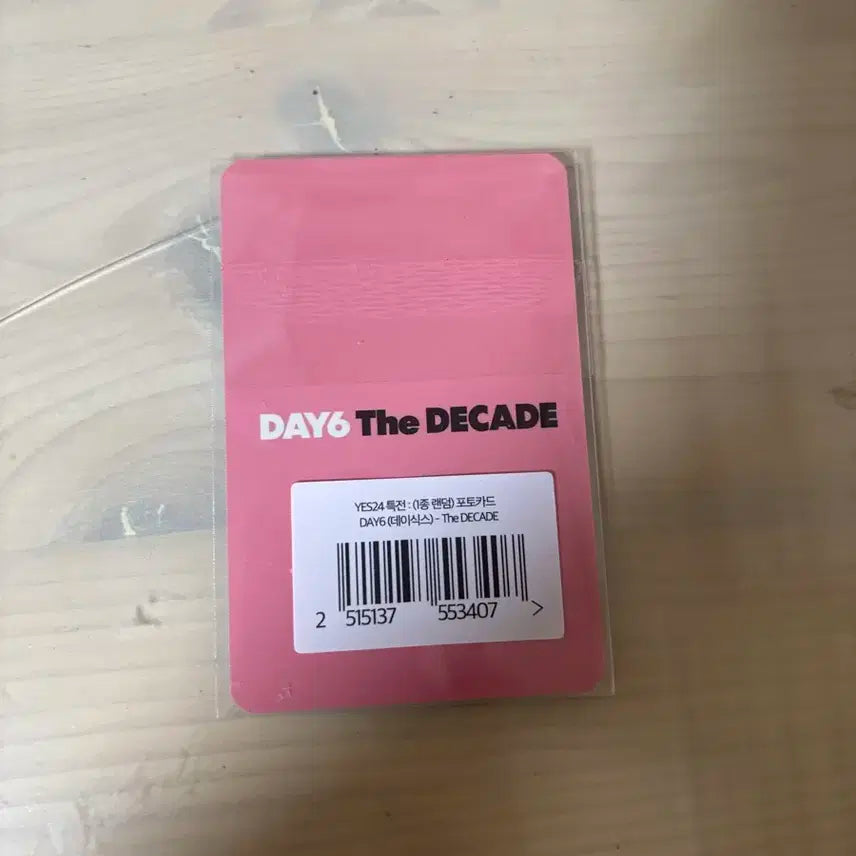 DAY6 The DECADE
YES24 특전 : (1종 랜덤) 포토카드
DAY6 (데이식스) - The DECADE
2 515137 553407 >